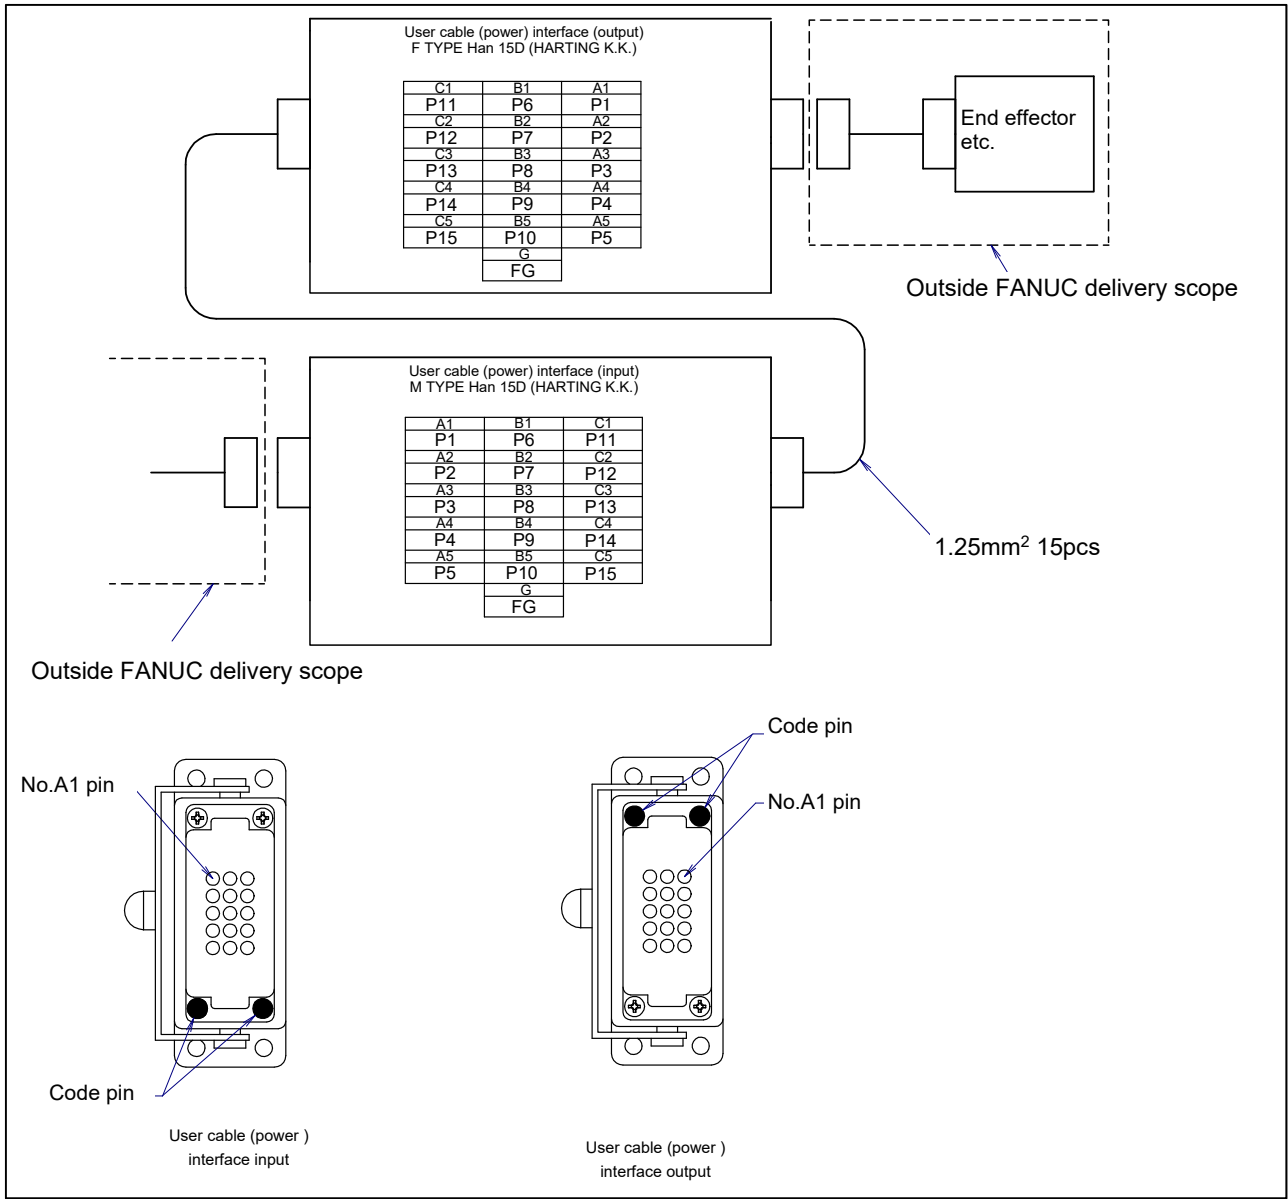 User cable (power) interface (output)
F TYPE Han 15D (HARTING K.K.)
C1 B1 A1
P11 P6 P1
C2 B2 A2
P12 P7 P2
C3 B3 A3
P13 P8 P3
C4 B4 A4
P14 P9 P4
C5 B5 A5
P15 P10 P5
G
FG
End effector
etc.
Outside FANUC delivery scope
User cable (power) interface (input)
M TYPE Han 15D (HARTING K.K.)
A1 B1 C1
P1 P6 P11
A2 B2 C2
P2 P7 P12
A3 B3 C3
P3 P8 P13
A4 B4 C4
P4 P9 P14
A5 B5 C5
P5 P10 P15
G
FG
1.25mm² 15pcs
Outside FANUC delivery scope
No.A1 pin
Code pin
User cable (power )
interface input
Code pin
No.A1 pin
User cable (power )
interface output